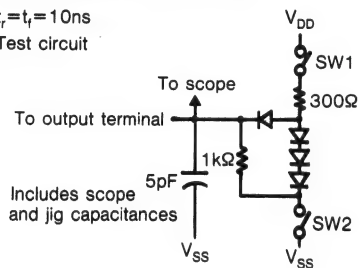 tr=tf=10ns
Test circuit
VDD
SW1
To scope
300Ω
To output terminal
1kΩ
5pF
Includes scope
and jig capacitances
SW2
VSS
VSS